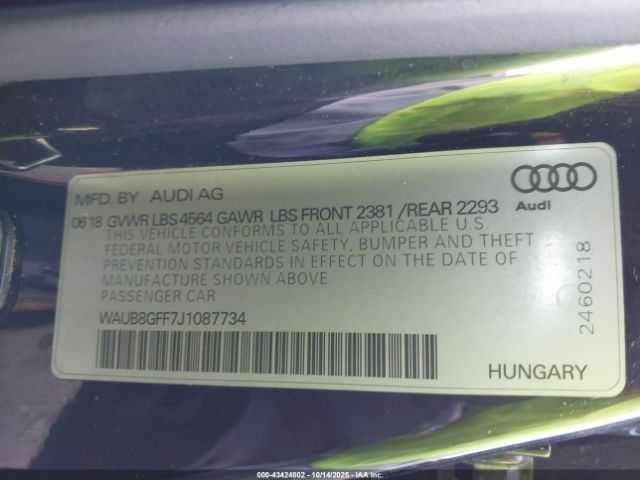 MFD. BY AUDI AG
0618 GVWR LBS 4564 GAWR LBS FRONT 2381 / REAR 2293
THIS VEHICLE CONFORMS TO ALL APPLICABLE U.S.
FEDERAL MOTOR VEHICLE SAFETY, BUMPER AND THEFT
PREVENTION STANDARDS IN EFFECT ON THE DATE OF
MANUFACTURE SHOWN ABOVE
PASSENGER CAR
WAUB8GFF7J1087734
Audi
2460218
HUNGARY
000-43424802 - 10/14/2025 - IAA Inc.